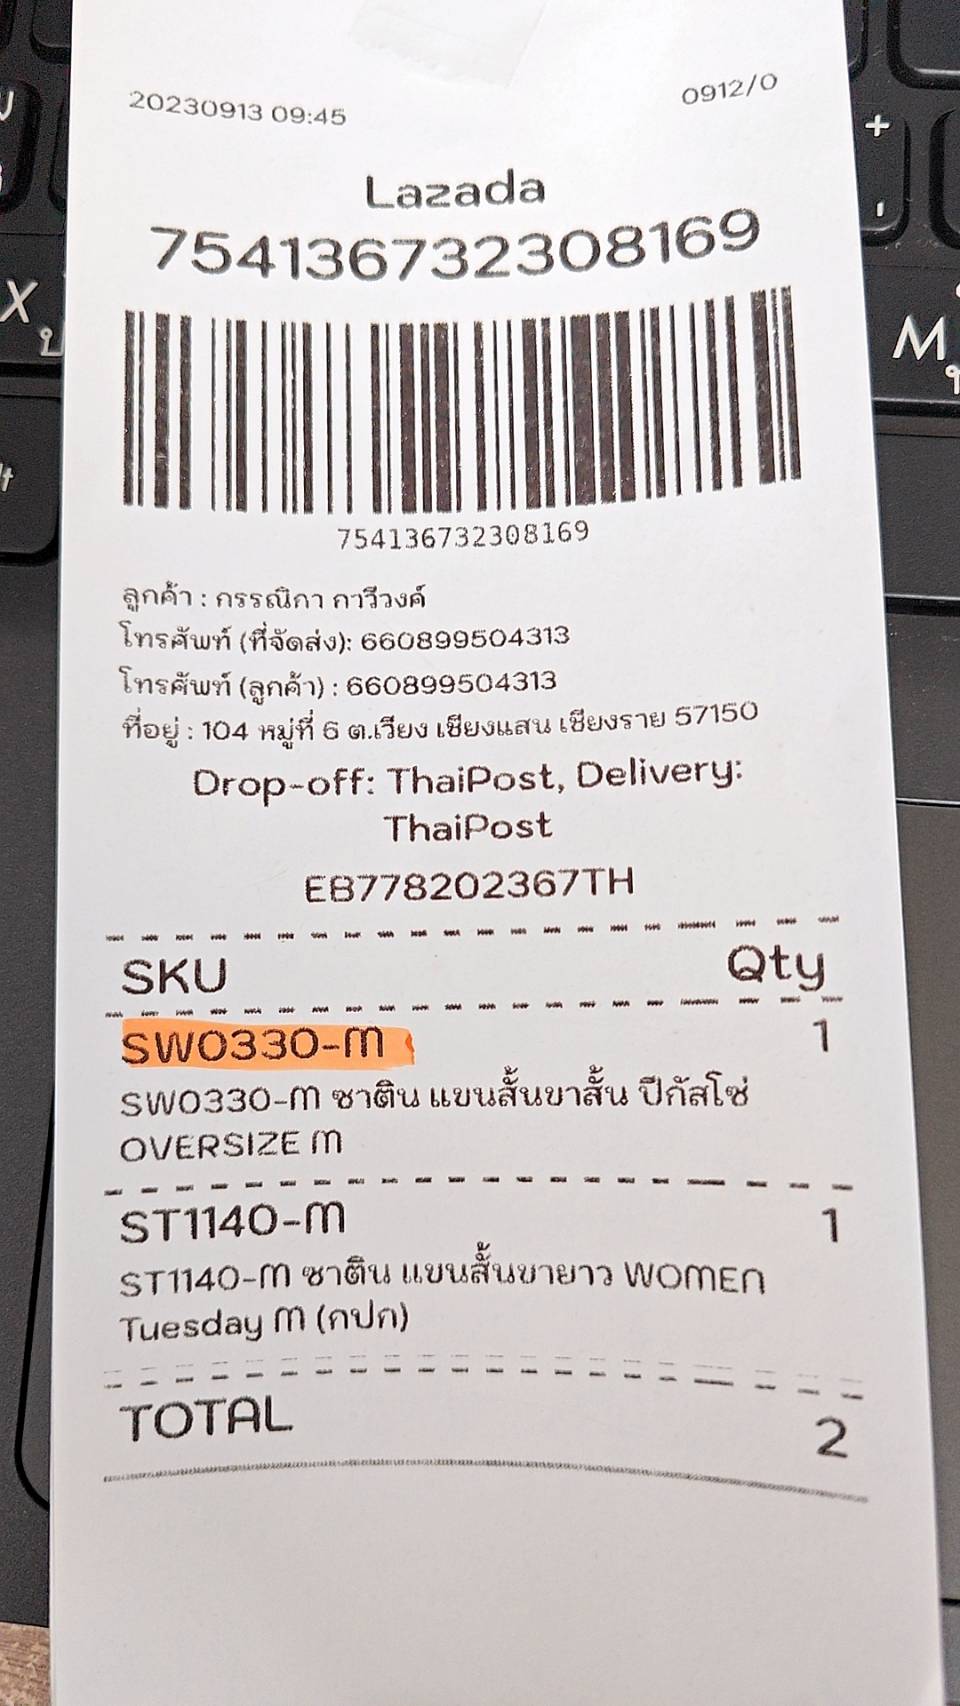 20230913 09:45
0912/0
Lazada
754136732308169
754136732308169
ลูกค้า : กรรณิกา การีวงค์
โทรศัพท์ (ที่จัดส่ง): 660899504313
โทรศัพท์ (ลูกค้า) : 660899504313
ที่อยู่ : 104 หมู่ที่ 6 ต.เวียง เชียงแสน เชียงราย 57150
Drop-off: ThaiPost, Delivery:
ThaiPost
EB778202367TH
SKU Qty
SW0330-M 1
SW0330-M ซาติน แขนสั้นขาสั้น ปีกัสโซ่
OVERSIZE M
ST1140-M 1
ST1140-M ซาติน แขนสั้นขายาว WOMEN
Tuesday M (กปก)
TOTAL 2
X
M
+